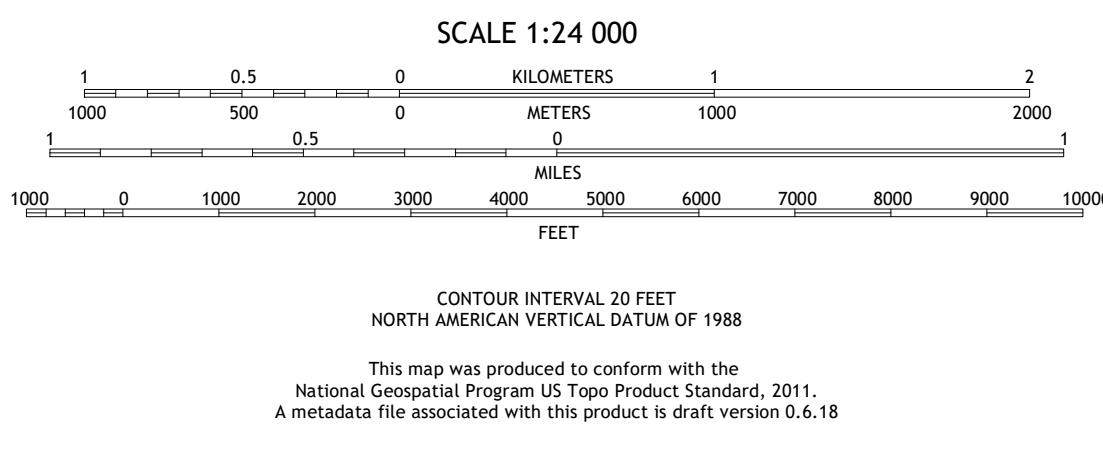 SCALE 1:24 000
1 0.5 0 KILOMETERS 1 2
1000 500 0 METERS 1000 2000
1 0.5 0 1
MILES
1000 0 1000 2000 3000 4000 5000 6000 7000 8000 9000 10000
FEET
CONTOUR INTERVAL 20 FEET
NORTH AMERICAN VERTICAL DATUM OF 1988
This map was produced to conform with the
National Geospatial Program US Topo Product Standard, 2011.
A metadata file associated with this product is draft version 0.6.18